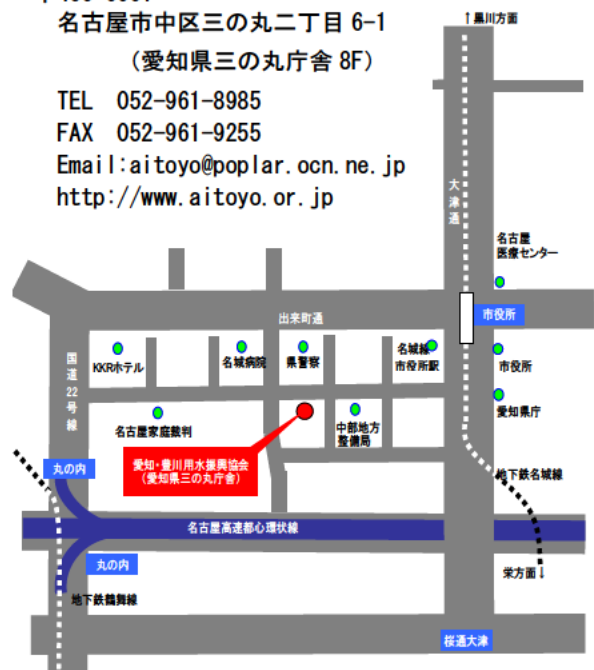 名古屋市中区三の丸二丁目 6-1
(愛知県三の丸庁舎 8F)
TEL 052-961-8985
FAX 052-961-9255
Email:aitoyo@poplar.ocn.ne.jp
http://www.aitoyo.or.jp
↑黒川方面
大津通
名古屋
医療センター
出来町通
市役所
国道22号線
KKRホテル
名城病院
県警察
名城線
市役所駅
市役所
愛知県庁
名古屋家庭裁判
中部地方
整備局
愛知・豊川用水振興協会
(愛知県三の丸庁舎)
丸の内
地下鉄名城線
名古屋高速都心環状線
丸の内
栄方面↓
地下鉄鶴舞線
桜通大津